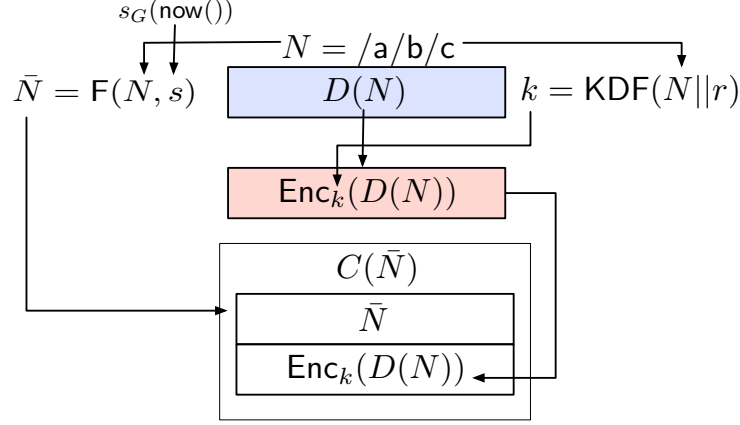 s_G(now())
N = /a/b/c
N̄ = F(N, s)
D(N)
k = KDF(N||r)
Enc_k(D(N))
C(N̄)
N̄
Enc_k(D(N))